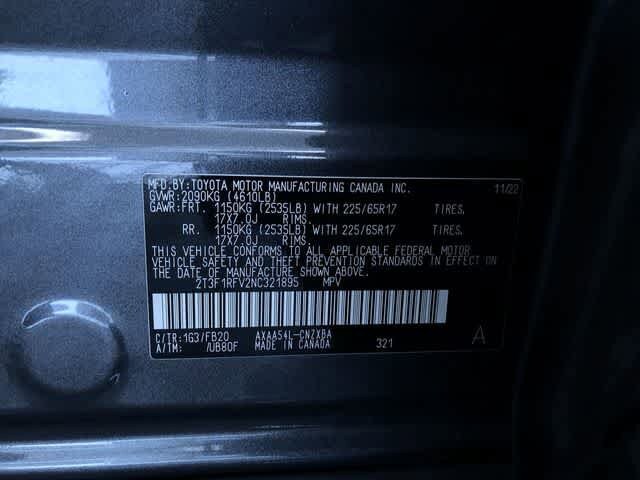 MFD.BY:TOYOTA MOTOR MANUFACTURING CANADA INC. 11/22
GVWR:2090KG (4610LB)
GAWR:FRT. 1150KG (2535LB) WITH 225/65R17 TIRES,
17X7.0J RIMS.
RR. 1150KG (2535LB) WITH 225/65R17 TIRES,
17X7.0J RIMS.
THIS VEHICLE CONFORMS TO ALL APPLICABLE FEDERAL MOTOR
VEHICLE SAFETY AND THEFT PREVENTION STANDARDS IN EFFECT ON
THE DATE OF MANUFACTURE SHOWN ABOVE.
2T3F1RFV2NC321895 MPV
C/TR:1G3/FB20 AXAA54L-CNZXBA
A/TM: /UB80F MADE IN CANADA 321 A